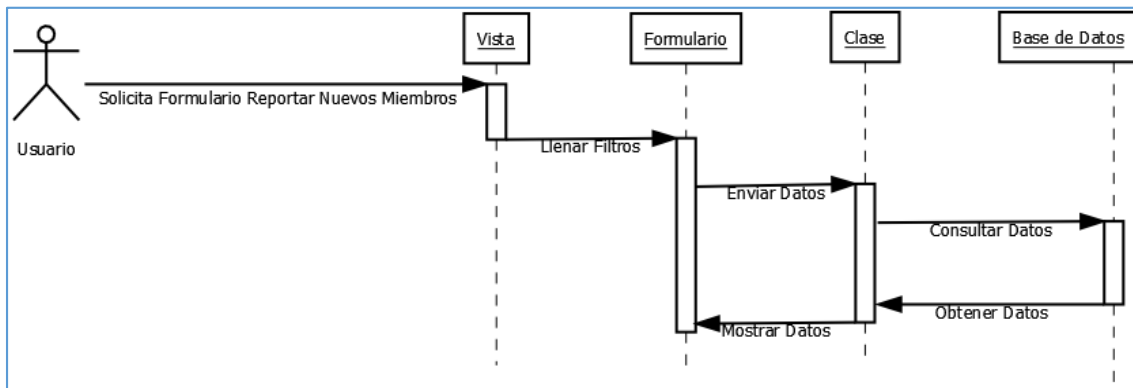 Vista
Formulario
Clase
Base de Datos
Solicita Formulario Reportar Nuevos Miembros
Usuario
Llenar Filtros
Enviar Datos
Consultar Datos
Obtener Datos
Mostrar Datos